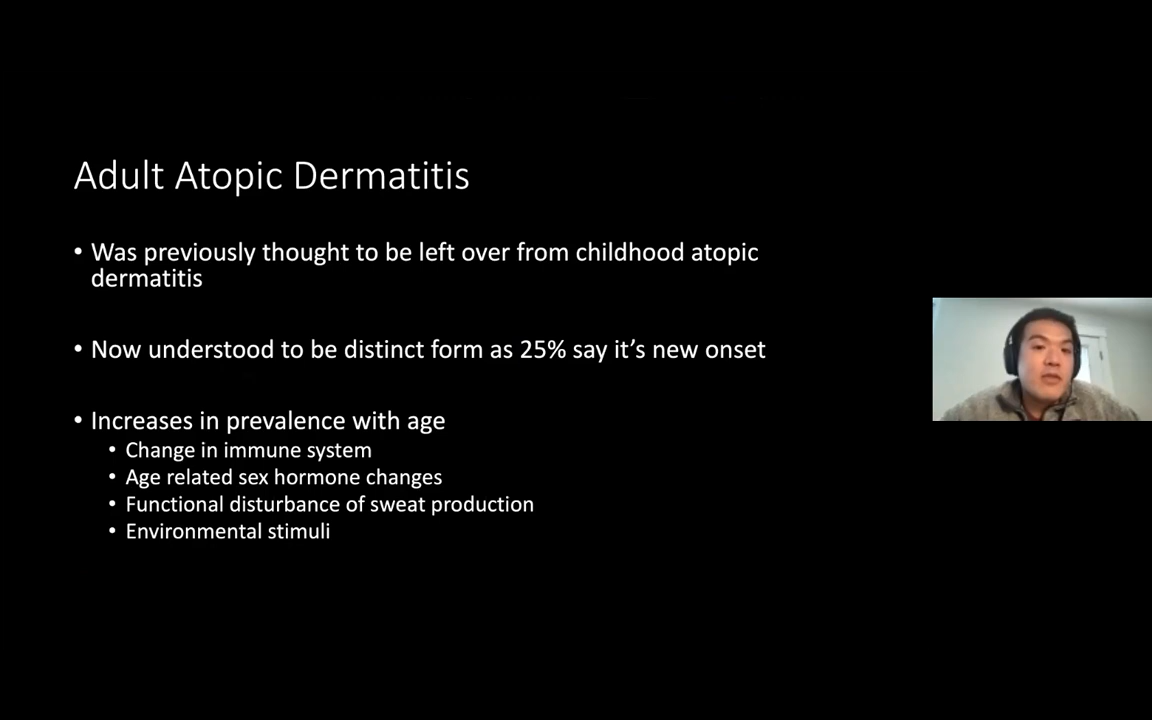 Adult Atopic Dermatitis
• Was previously thought to be left over from childhood atopic
dermatitis
• Now understood to be distinct form as 25% say it's new onset
• Increases in prevalence with age
• Change in immune system
• Age related sex hormone changes
• Functional disturbance of sweat production
• Environmental stimuli